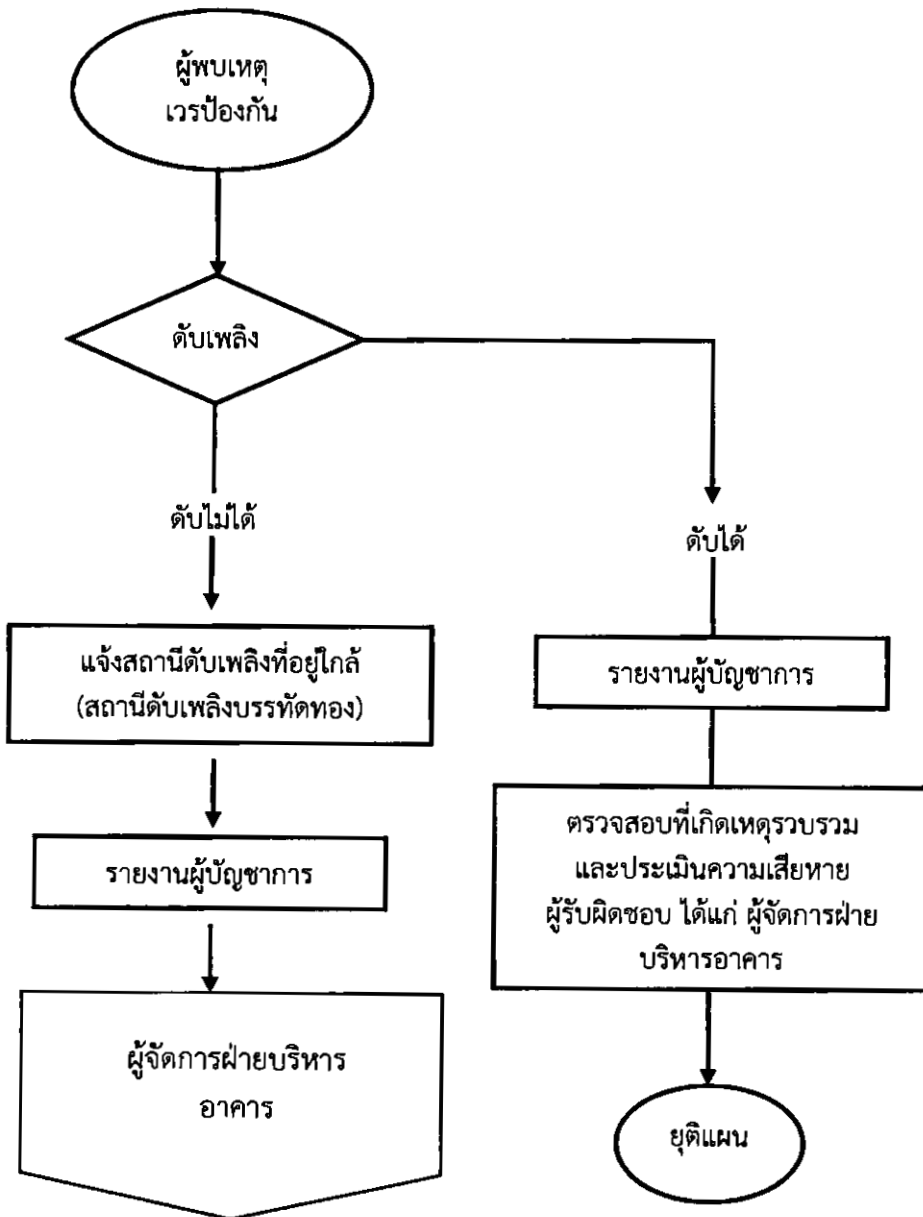 ผู้พบเหตุ
เวรป้องกัน
ดับเพลิง
ดับไม่ได้
ดับได้
แจ้งสถานีดับเพลิงที่อยู่ใกล้
(สถานีดับเพลิงบรรทัดทอง)
รายงานผู้บัญชาการ
ผู้จัดการฝ่ายบริหาร
อาคาร
รายงานผู้บัญชาการ
ตรวจสอบที่เกิดเหตุรวบรวม
และประเมินความเสียหาย
ผู้รับผิดชอบ ได้แก่ ผู้จัดการฝ่าย
บริหารอาคาร
ยุติแผน